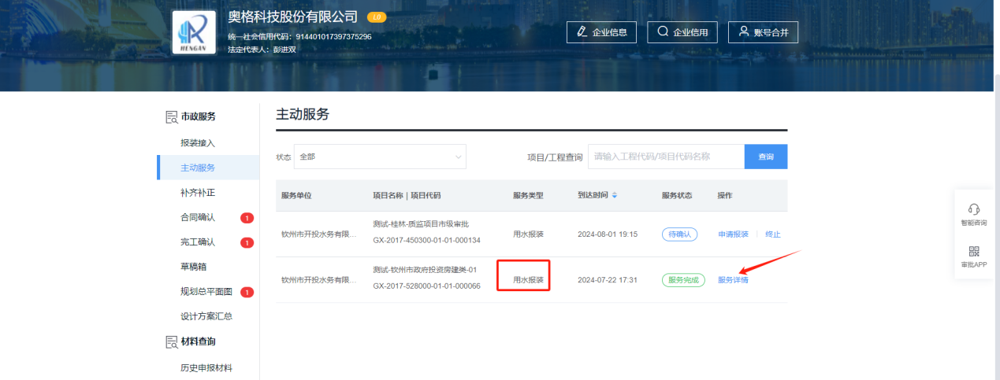 奥格科技股份有限公司 L0
统一社会信用代码：914401017397375296
法定代表人：彭进双
HENGAN
企业信息
企业信用
账号合并
市政服务
报装接入
主动服务
补齐补正
合同确认 1
完工确认 1
草稿箱
规划总平面图 1
设计方案汇总
材料查询
历史申报材料
主动服务
状态 全部 项目/工程查询 请输入工程代码/项目代码名称 查询
服务单位 项目名称 | 项目代码 服务类型 到达时间 服务状态 操作
钦州市开投水务有限... 测试-桂林-质监项目市级审批 用水报装 2024-08-01 19:15 待确认 申请报装 终止
GX-2017-450300-01-01-000134
钦州市开投水务有限... 测试-钦州市政府投资房建类-01 用水报装 2024-07-22 17:31 服务完成 服务详情
GX-2017-528000-01-01-000066
智能咨询
审批APP